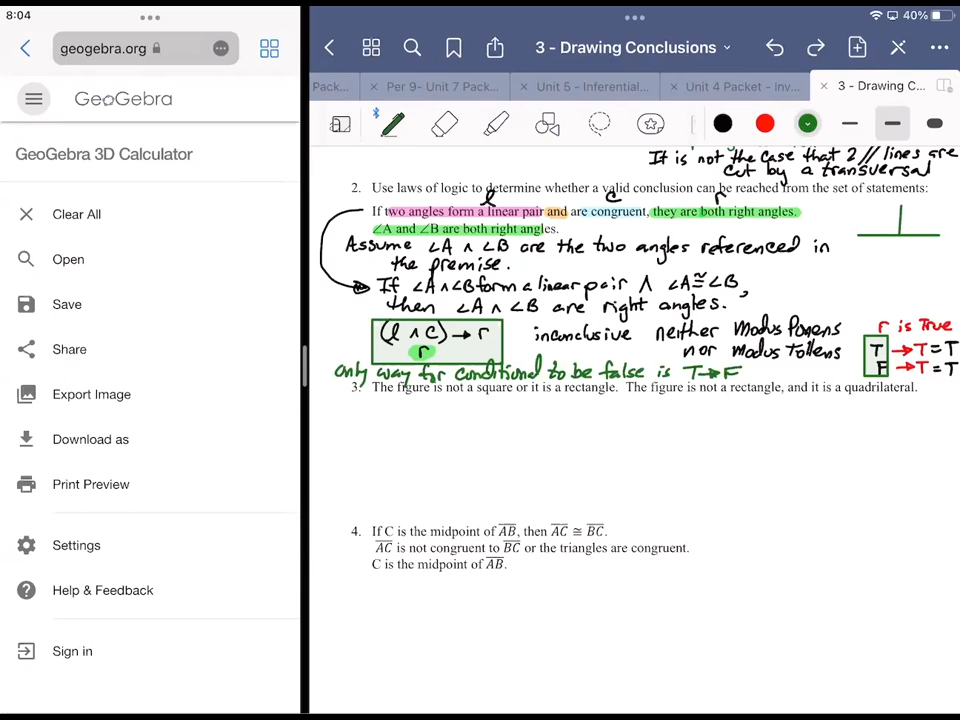 8:04
geogebra.org
GeoGebra
GeoGebra 3D Calculator
Clear All
Open
Save
Share
Export Image
Download as
Print Preview
Settings
Help & Feedback
Sign in
40%
3 - Drawing Conclusions
Pack...
Per 9- Unit 7 Pack...
Unit 5 - Inferential...
Unit 4 Packet - Inv...
3 - Drawing C...
It is not the case that 2 // lines are
cut by a transversal
2. Use laws of logic to determine whether a valid conclusion can be reached from the set of statements:
l c r
If two angles form a linear pair and are congruent, they are both right angles.
∠A and ∠B are both right angles.
Assume ∠A ∧ ∠B are the two angles referenced in
the premise.
If ∠A ∧ ∠B form a linear pair ∧ ∠A ≅ ∠B,
then ∠A ∧ ∠B are right angles.
(l ∧ c) → r inconclusive neither Modus Ponens
r nor Modus Tollens
r is True
T → T = T
F → T = T
only way for conditional to be false is T → F
3. The figure is not a square or it is a rectangle. The figure is not a rectangle, and it is a quadrilateral.
4. If C is the midpoint of A̅B̅, then A̅C̅ ≅ B̅C̅.
A̅C̅ is not congruent to B̅C̅ or the triangles are congruent.
C is the midpoint of A̅B̅.